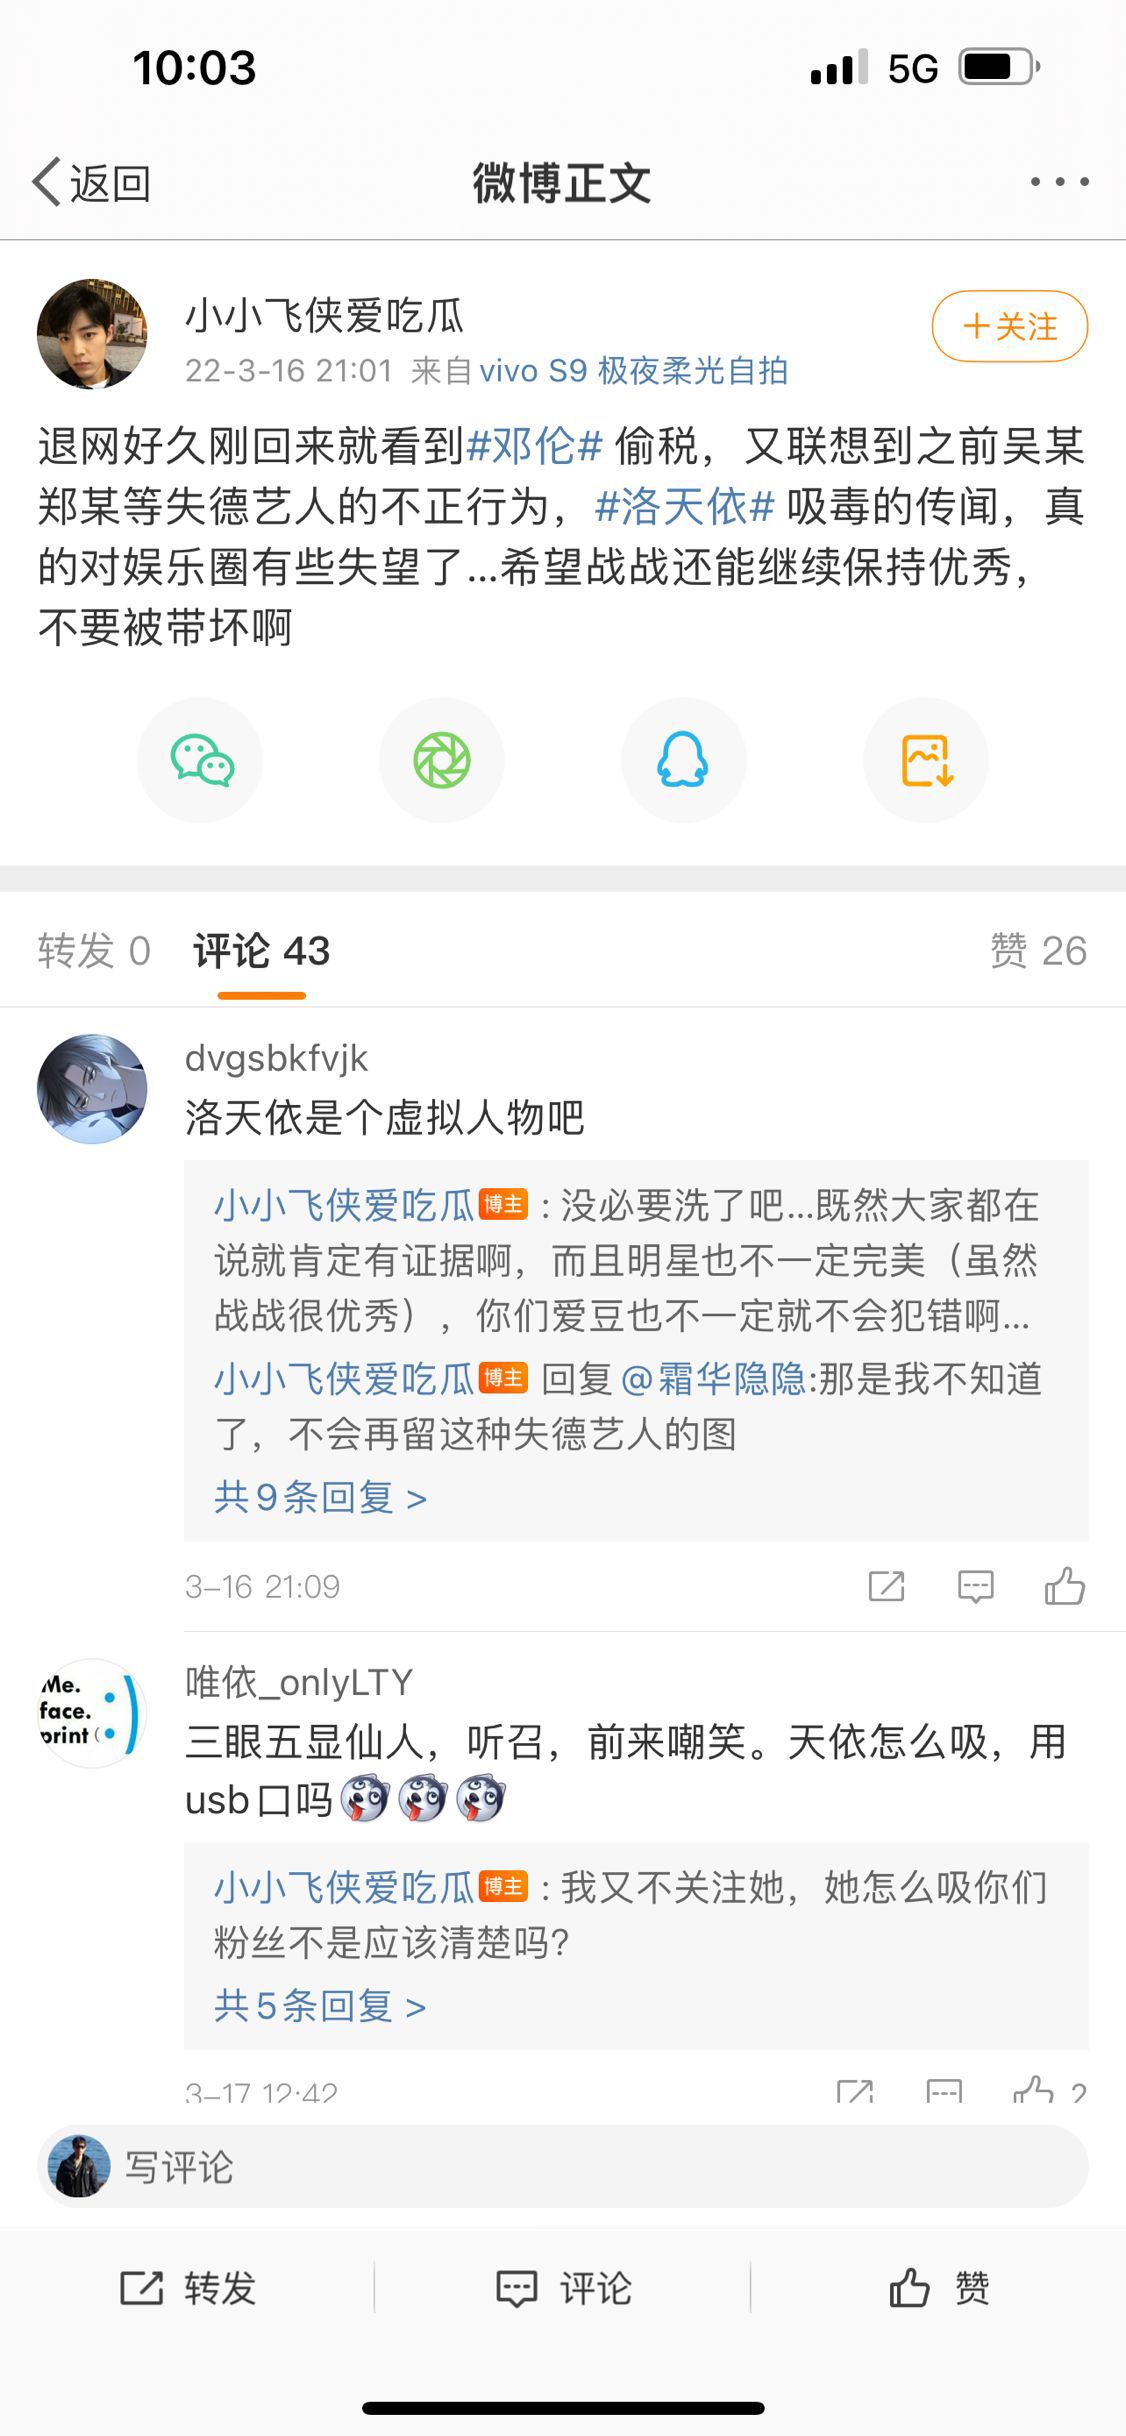 10:03
5G
返回
微博正文
小小飞侠爱吃瓜
+关注
22-3-16 21:01 来自 vivo S9 极夜柔光自拍
退网好久刚回来就看到#邓伦# 偷税，又联想到之前吴某
郑某等失德艺人的不正行为，#洛天依# 吸毒的传闻，真
的对娱乐圈有些失望了...希望战战还能继续保持优秀，
不要被带坏啊
转发 0
评论 43
赞 26
dvgsbkfvjk
洛天依是个虚拟人物吧
小小飞侠爱吃瓜 博主 : 没必要洗了吧...既然大家都在
说就肯定有证据啊，而且明星也不一定完美（虽然
战战很优秀），你们爱豆也不一定就不会犯错啊...
小小飞侠爱吃瓜 博主 回复 @霜华隐隐:那是我不知道
了，不会再留这种失德艺人的图
共9条回复 >
3-16 21:09
Me.
face.
print (
唯依_onlyLTY
三眼五显仙人，听召，前来嘲笑。天依怎么吸，用
usb口吗
小小飞侠爱吃瓜 博主 : 我又不关注她，她怎么吸你们
粉丝不是应该清楚吗?
共5条回复 >
3-17 12:42
2
写评论
转发
评论
赞